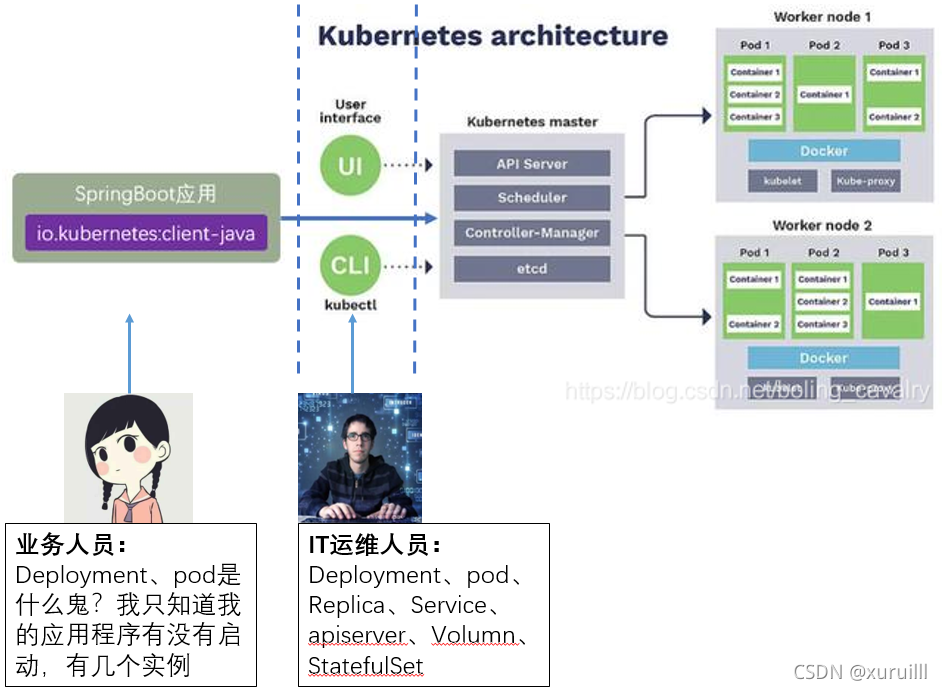 Kubernetes architecture
User
interface
UI
CLI
kubectl
SpringBoot应用
io.kubernetes:client-java
Kubernetes master
API Server
Scheduler
Controller-Manager
etcd
Worker node 1
Pod 1 Pod 2 Pod 3
Container 1
Container 2
Container 3
Container 1
Container 1
Container 2
Docker
kubelet Kube-proxy
Worker node 2
Pod 1 Pod 2 Pod 3
Container 1
Container 2
Container 1
Container 2
Container 3
Container 1
Docker
kubelet Kube-proxy
https://blog.csdn.net/boling_cavalry
业务人员：
Deployment、pod是
什么鬼？我只知道我
的应用程序有没有启
动，有几个实例
IT运维人员：
Deployment、pod、
Replica、Service、
apiserver、Volumn、
StatefulSet
CSDN @xuruilll